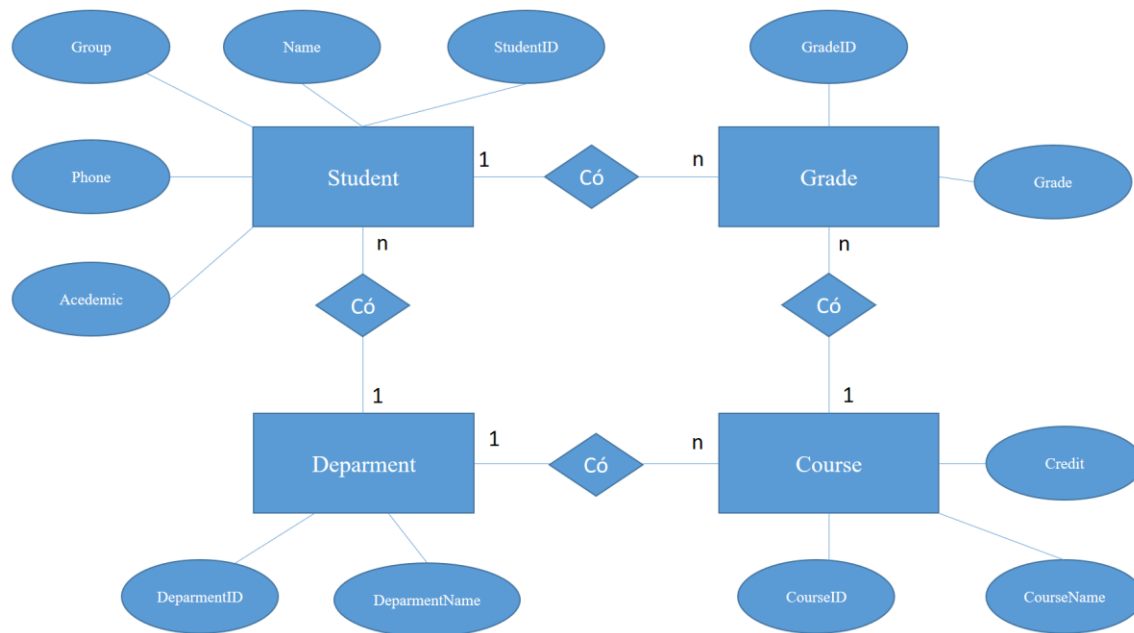 Group
Name
StudentID
GradeID
Student
1
Có
n
Grade
Phone
Grade
n
n
Acedemic
Có
Có
1
1
Deparment
1
Có
n
Course
Credit
DeparmentID
DeparmentName
CourseID
CourseName